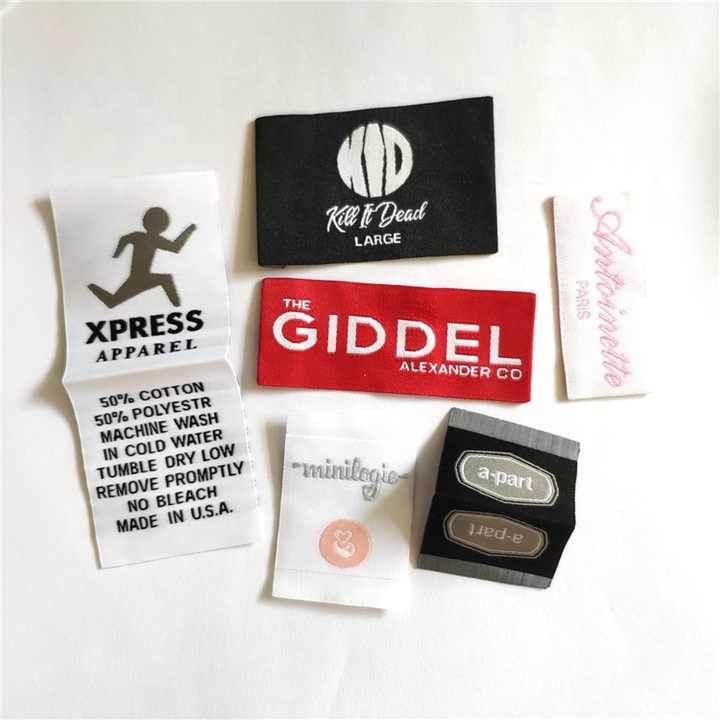 KID
Kill It Dead
LARGE
XPRESS
APPAREL
50% COTTON
50% POLYESTR
MACHINE WASH
IN COLD WATER
TUMBLE DRY LOW
REMOVE PROMPTLY
NO BLEACH
MADE IN U.S.A.
THE
GIDDEL
ALEXANDER CO
Antoinette
PARIS
-minilogie-
a-part
a-part